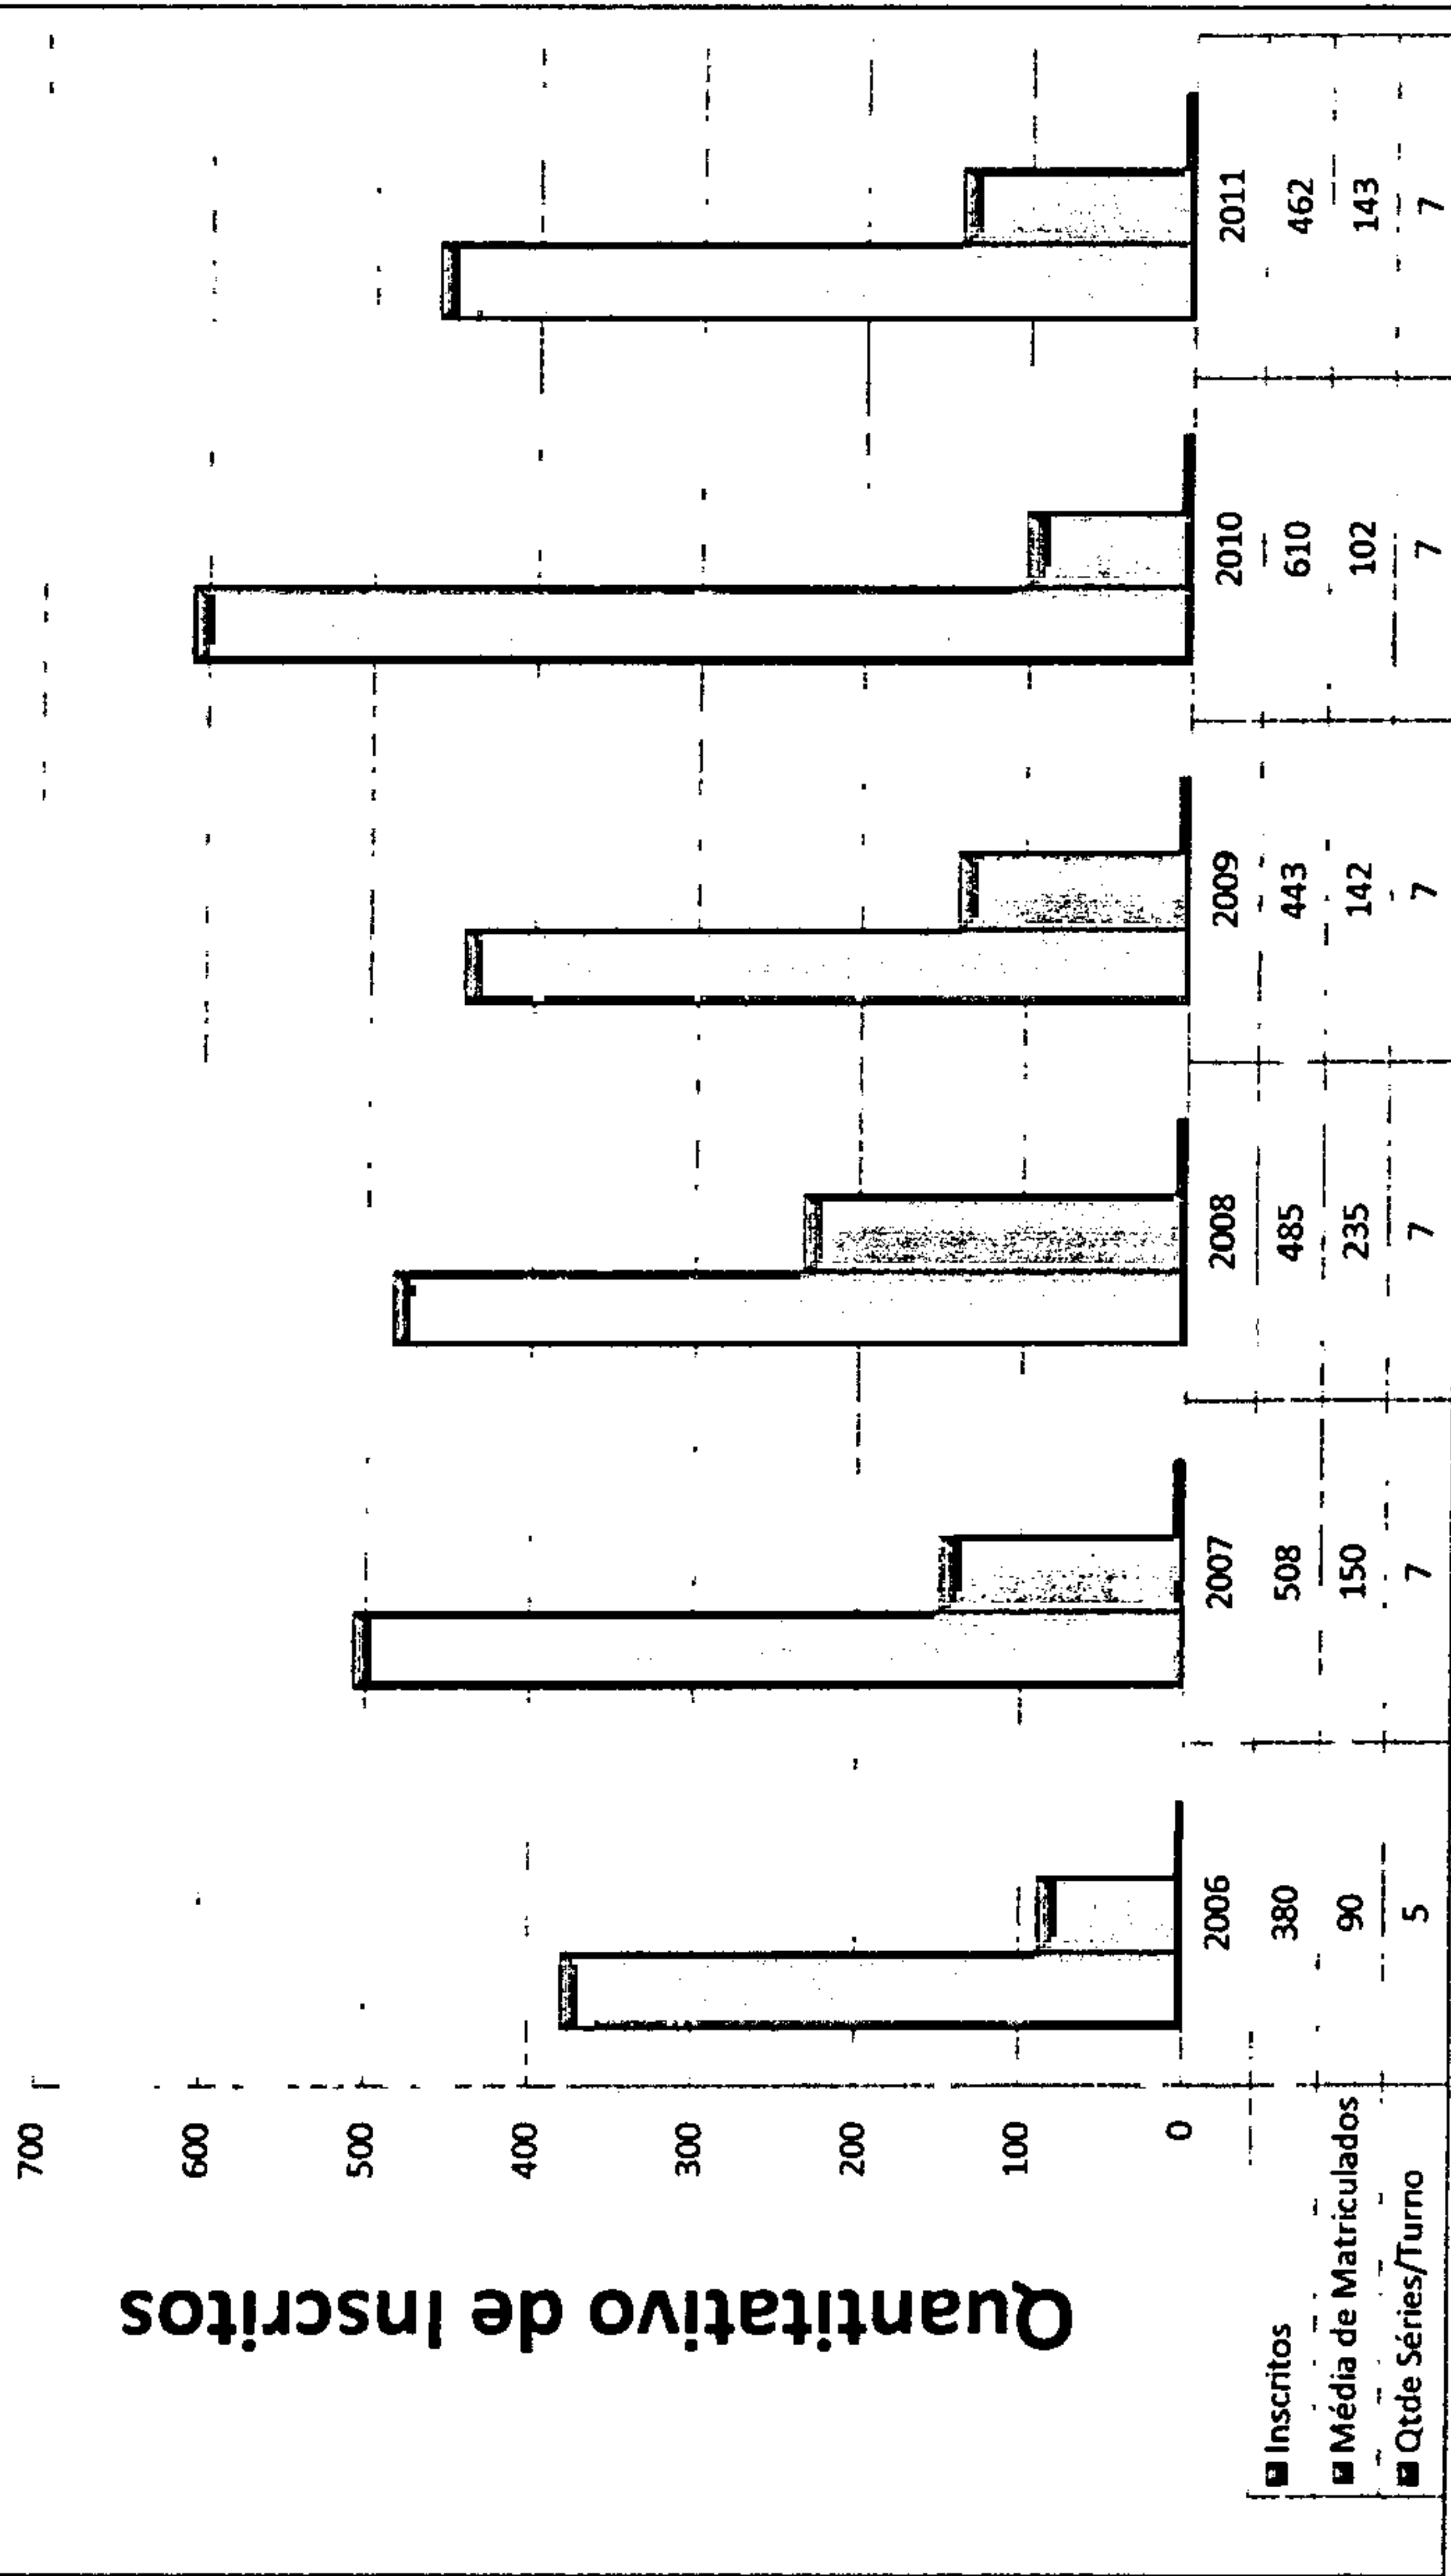 Quantitativo de Inscritos
700
600
500
400
300
200
100
0
2006 2007 2008 2009 2010 2011
Inscritos 380 508 485 443 610 462
Média de Matriculados 90 150 235 142 102 143
Qtde Séries/Turno 5 7 7 7 7 7